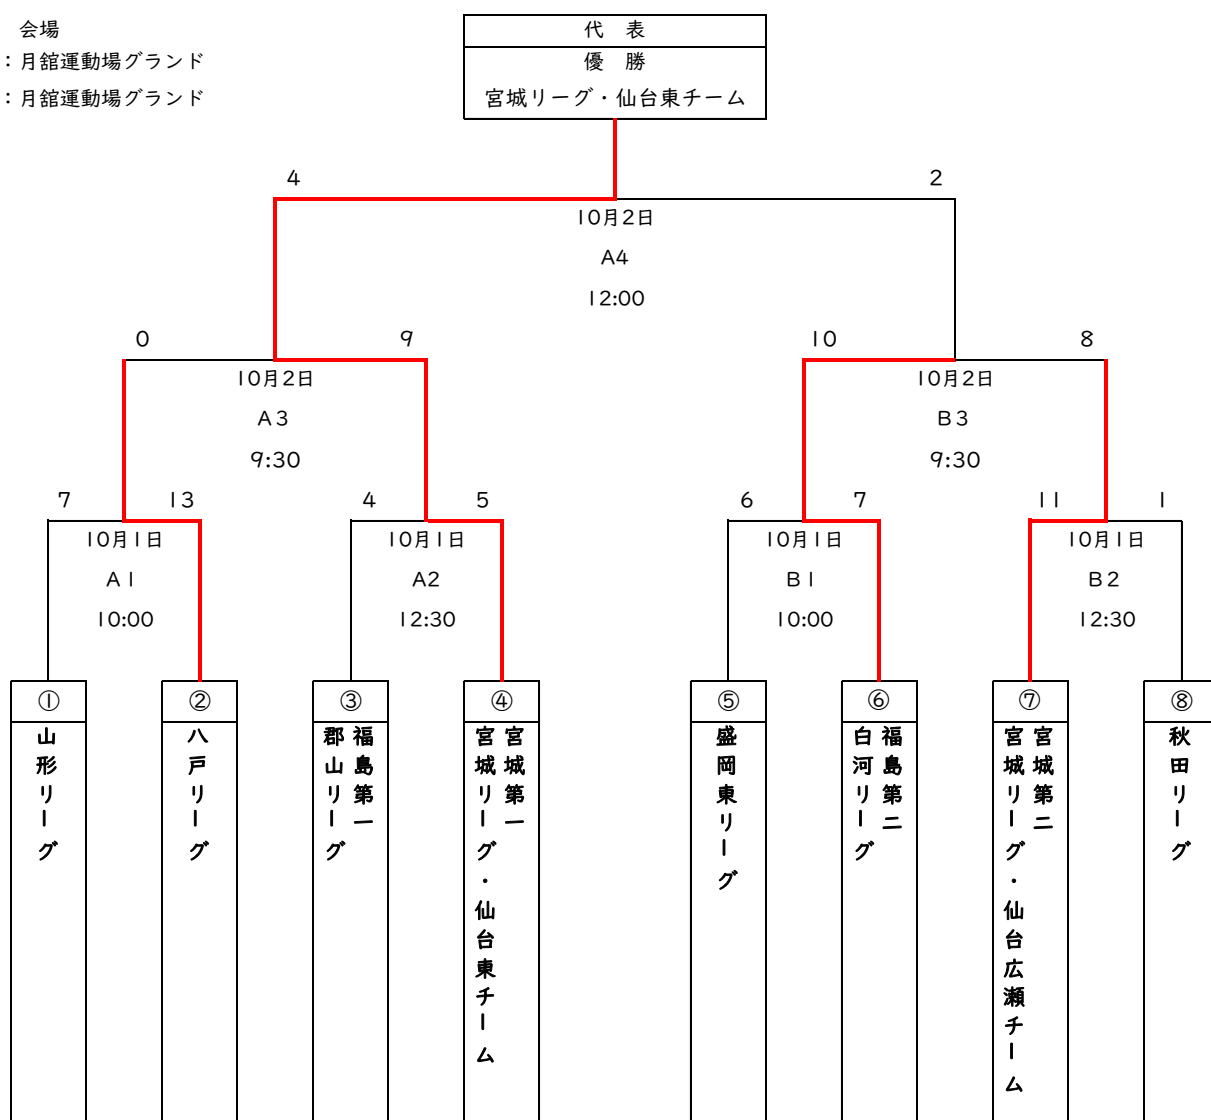 会場
：月舘運動場グランド
：月舘運動場グランド
代　表
優　勝
宮城リーグ・仙台東チーム
4
2
10月2日
A4
12:00
0
9
10
8
10月2日
A3
9:30
10月2日
B3
9:30
7
13
4
5
6
7
11
1
10月1日
A1
10:00
10月1日
A2
12:30
10月1日
B1
10:00
10月1日
B2
12:30
①
山形リーグ
②
八戸リーグ
③
福島第一
郡山リーグ
④
宮城第一
宮城リーグ・仙台東チーム
⑤
盛岡東リーグ
⑥
福島第二
白河リーグ
⑦
宮城第二
宮城リーグ・仙台広瀬チーム
⑧
秋田リーグ